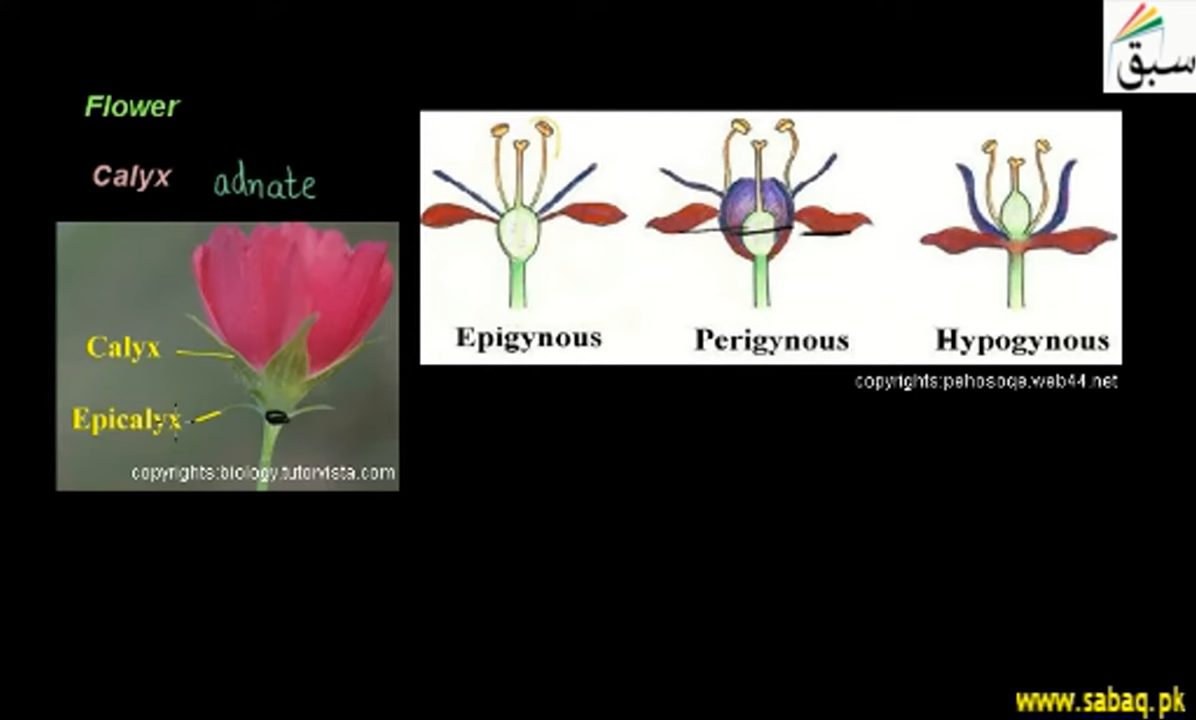 سبق
Flower
Calyx adnate
Calyx
Epicalyx
copyrights:biology.tutorvista.com
Epigynous Perigynous Hypogynous
copyrights:pehosoqe.web44.net
www.sabaq.pk